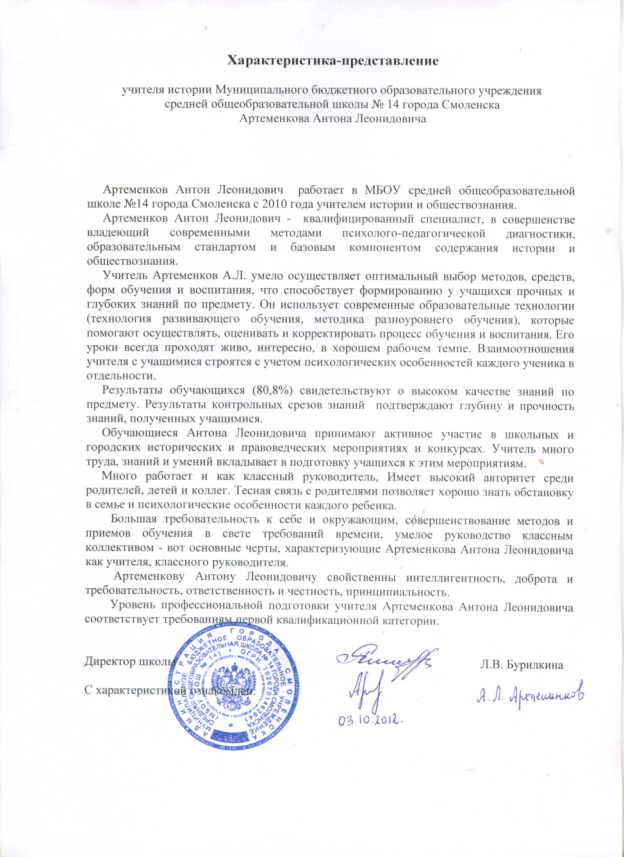 Характеристика-представление
учителя истории Муниципального бюджетного образовательного учреждения
средней общеобразовательной школы № 14 города Смоленска
Артеменкова Антона Леонидовича
Артеменков Антон Леонидович работает в МБОУ средней общеобразовательной
школе №14 города Смоленска с 2010 года учителем истории и обществознания.
Артеменков Антон Леонидович - квалифицированный специалист, в совершенстве
владеющий современными методами психолого-педагогической диагностики,
образовательным стандартом и базовым компонентом содержания истории и
обществознания.
Учитель Артеменков А.Л. умело осуществляет оптимальный выбор методов, средств,
форм обучения и воспитания, что способствует формированию у учащихся прочных и
глубоких знаний по предмету. Он использует современные образовательные технологии
(технология развивающего обучения, методика разноуровнего обучения), которые
помогают осуществлять, оценивать и корректировать процесс обучения и воспитания. Его
уроки всегда проходят живо, интересно, в хорошем рабочем темпе. Взаимоотношения
учителя с учащимися строятся с учетом психологических особенностей каждого ученика в
отдельности.
Результаты обучающихся (80,8%) свидетельствуют о высоком качестве знаний по
предмету. Результаты контрольных срезов знаний подтверждают глубину и прочность
знаний, полученных учащимися.
Обучающиеся Антона Леонидовича принимают активное участие в школьных и
городских исторических и правоведческих мероприятиях и конкурсах. Учитель много
труда, знаний и умений вкладывает в подготовку учащихся к этим мероприятиям.
Много работает и как классный руководитель, Имеет высокий авторитет среди
родителей, детей и коллег. Тесная связь с родителями позволяет хорошо знать обстановку
в семье и психологические особенности каждого ребенка.
Большая требовательность к себе и окружающим, совершенствование методов и
приемов обучения в свете требований времени, умелое руководство классным
коллективом - вот основные черты, характеризующие Артеменкова Антона Леонидовича
как учителя, классного руководителя.
Артеменкову Антону Леонидовичу свойственны интеллигентность, доброта и
требовательность, ответственность и честность, принципиальность.
Уровень профессиональной подготовки учителя Артеменкова Антона Леонидовича
соответствует требованиям первой квалификационной категории.
Директор школы Л.В. Бурилкина
С характеристикой ознакомлен: А.Л. Артеменков
03.10.2012.
АДМИНИСТРАЦИЯ ГОРОДА СМОЛЕНСКА